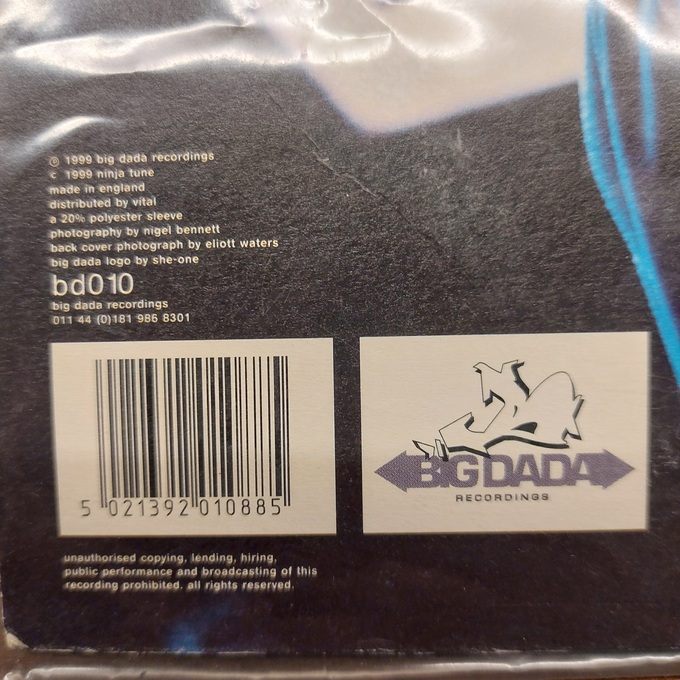 ℗ 1999 big dada recordings
c 1999 ninja tune
made in england
distributed by vital
a 20% polyester sleeve
photography by nigel bennett
back cover photograph by eliott waters
big dada logo by she-one
bd010
big dada recordings
011 44 (0)181 986 8301
5 021392 010885
BIG DADA
RECORDINGS
unauthorised copying, lending, hiring,
public performance and broadcasting of this
recording prohibited. all rights reserved.